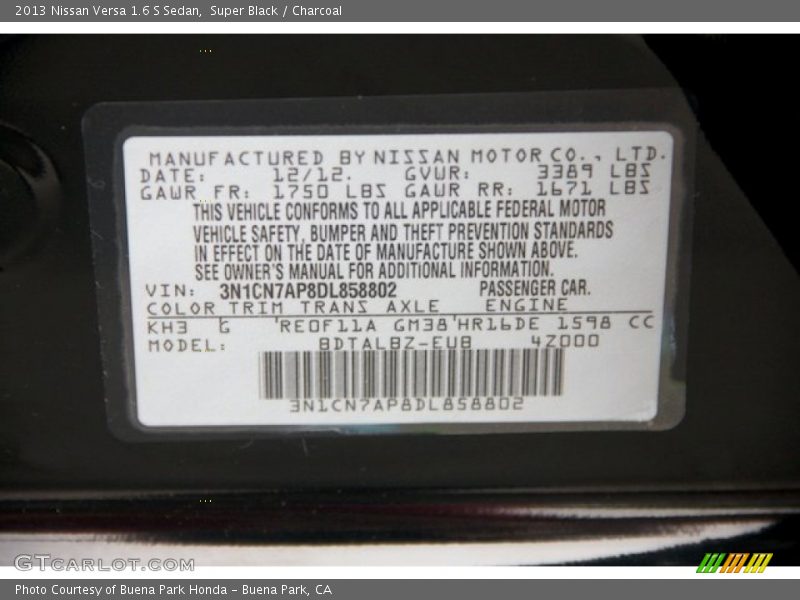 2013 Nissan Versa 1.6 S Sedan,  Super Black / Charcoal
MANUFACTURED BY NISSAN MOTOR CO., LTD.
DATE: 12/12. GVWR: 3389 LBS
GAWR FR: 1750 LBS GAWR RR: 1671 LBS
THIS VEHICLE CONFORMS TO ALL APPLICABLE FEDERAL MOTOR
VEHICLE SAFETY, BUMPER AND THEFT PREVENTION STANDARDS
IN EFFECT ON THE DATE OF MANUFACTURE SHOWN ABOVE.
SEE OWNER'S MANUAL FOR ADDITIONAL INFORMATION.
VIN: 3N1CN7AP8DL858802 PASSENGER CAR.
COLOR TRIM TRANS AXLE ENGINE
KH3 G RE0F11A GM38 HR16DE 1598 CC
MODEL: BDTALBZ-EUB 4Z000
3N1CN7AP8DL858802
GTCARLOT.COM
Photo Courtesy of Buena Park Honda – Buena Park, CA